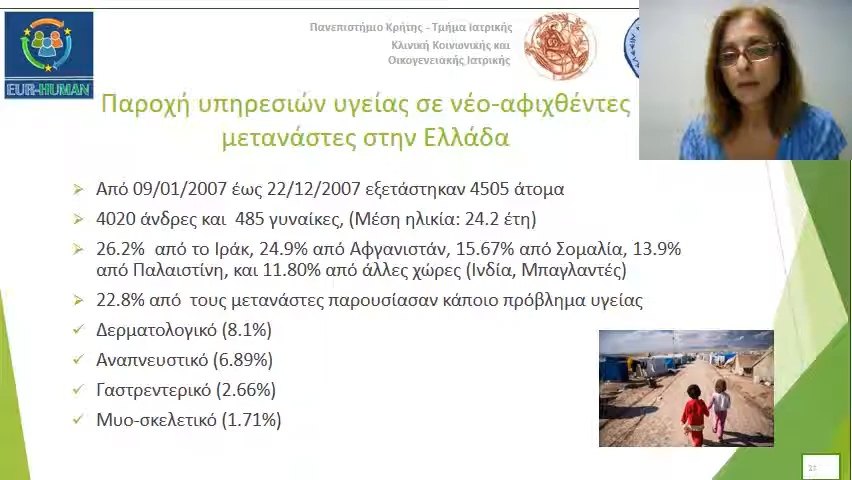 Πανεπιστήμιο Κρήτης - Τμήμα Ιατρικής
Κλινική Κοινωνικής και
Οικογενειακής Ιατρικής
EUR-HUMAN
Παροχή υπηρεσιών υγείας σε νέο-αφιχθέντες
μετανάστες στην Ελλάδα
Από 09/01/2007 έως 22/12/2007 εξετάστηκαν 4505 άτομα
4020 άνδρες και 485 γυναίκες, (Μέση ηλικία: 24.2 έτη)
26.2% από το Ιράκ, 24.9% από Αφγανιστάν, 15.67% από Σομαλία, 13.9%
από Παλαιστίνη, και 11.80% από άλλες χώρες (Ινδία, Μπαγλαντές)
22.8% από τους μετανάστες παρουσίασαν κάποιο πρόβλημα υγείας
Δερματολογικό (8.1%)
Αναπνευστικό (6.89%)
Γαστρεντερικό (2.66%)
Μυο-σκελετικό (1.71%)